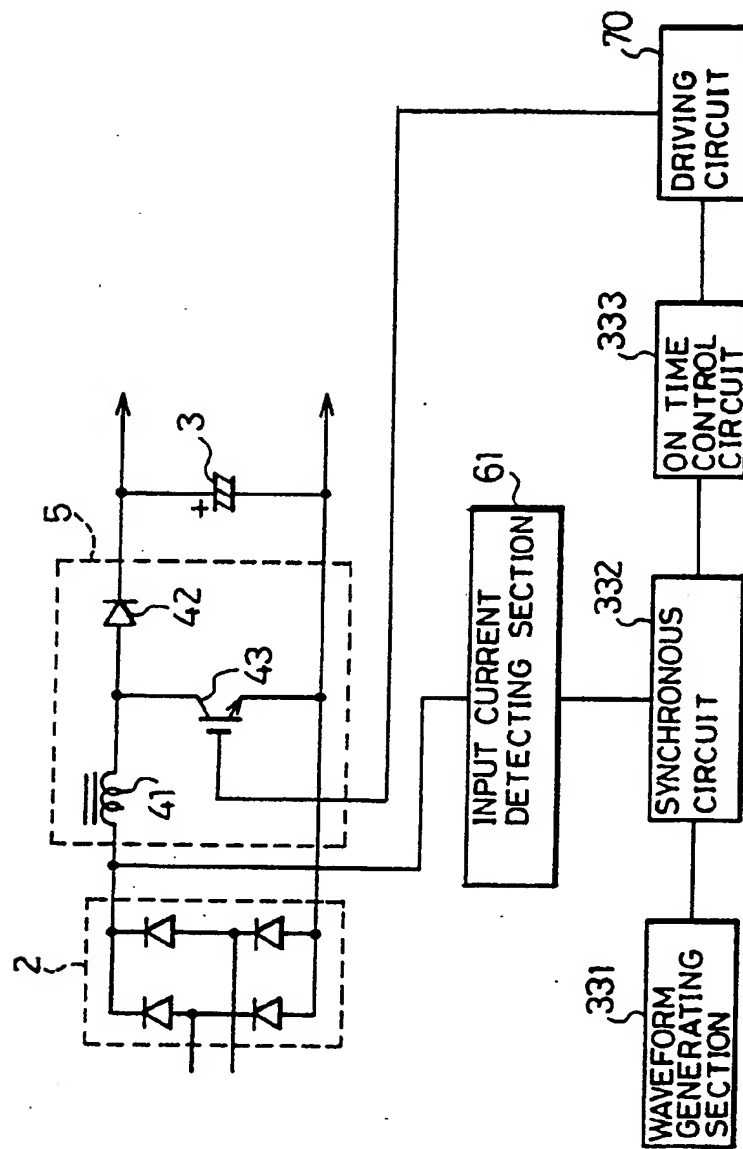 2
5
41
42
43
+
3
INPUT CURRENT
DETECTING SECTION
61
331
WAVEFORM
GENERATING
SECTION
332
SYNCHRONOUS
CIRCUIT
333
ON TIME
CONTROL
CIRCUIT
70
DRIVING
CIRCUIT